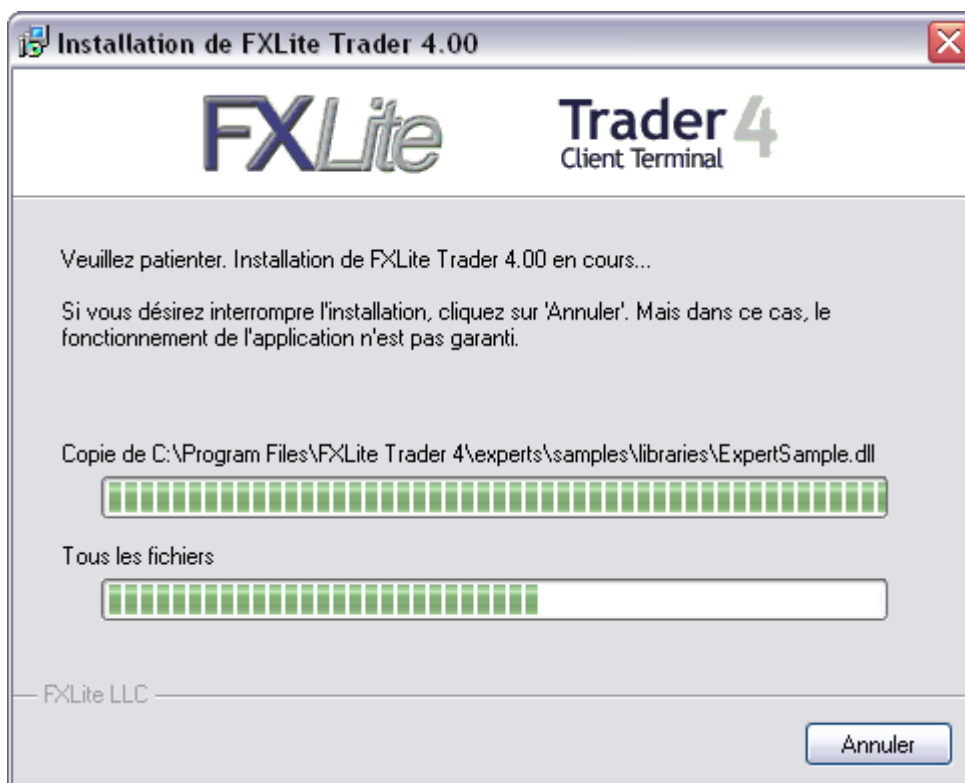 Installation de FXLite Trader 4.00
FXLite
Trader 4
Client Terminal
Veuillez patienter. Installation de FXLite Trader 4.00 en cours...
Si vous désirez interrompre l'installation, cliquez sur 'Annuler'. Mais dans ce cas, le
fonctionnement de l'application n'est pas garanti.
Copie de C:\Program Files\FXLite Trader 4\experts\samples\libraries\ExpertSample.dll
Tous les fichiers
FXLite LLC
Annuler